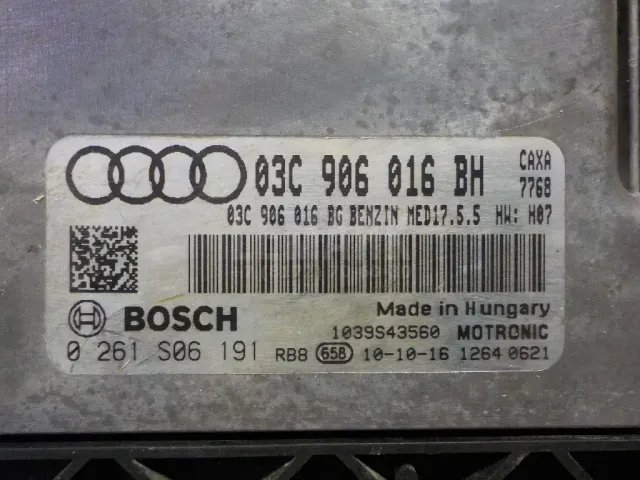 03C 906 016 BH CAXA 7768
03C 906 016 BG BENZIN MED17.5.5 HW: H07
BOSCH Made in Hungary
1039S43560 MOTRONIC
0 261 S06 191 RB8 658 10-10-16 1264 0621